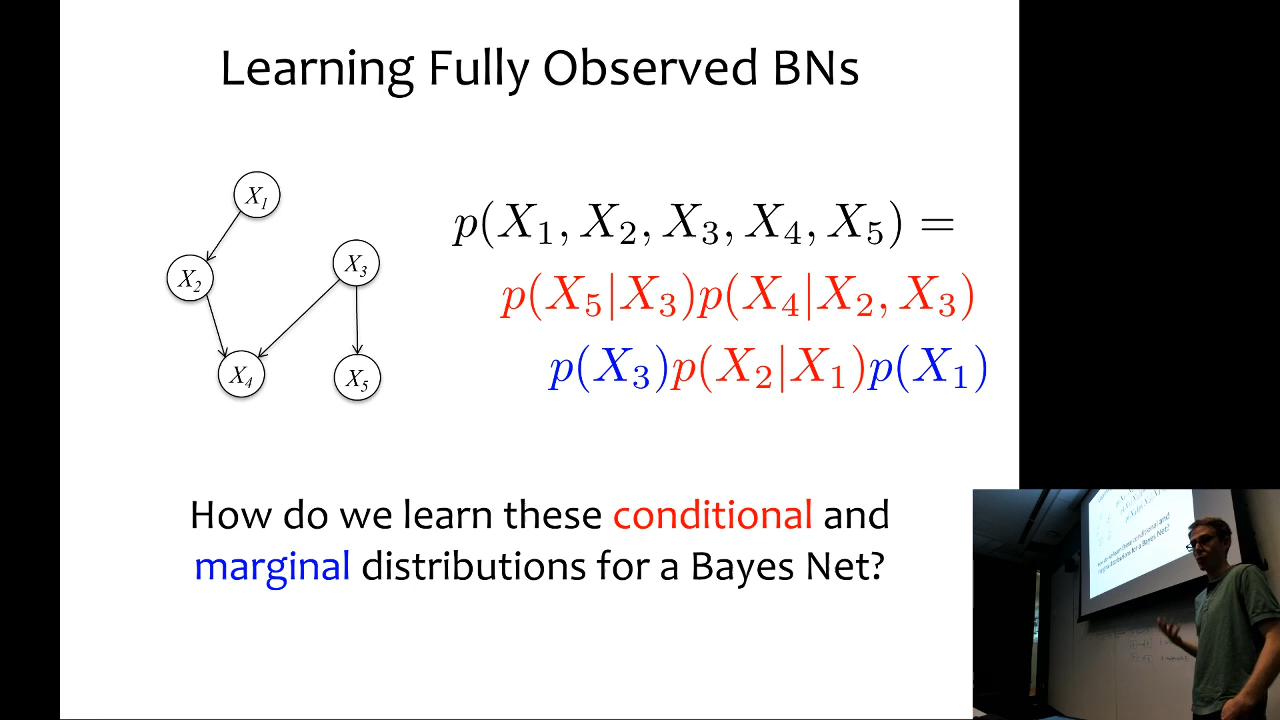 Learning Fully Observed BNs
X1
X2
X3
X4
X5
p(X1, X2, X3, X4, X5) =
p(X5|X3)p(X4|X2, X3)
p(X3)p(X2|X1)p(X1)
How do we learn these conditional and
marginal distributions for a Bayes Net?